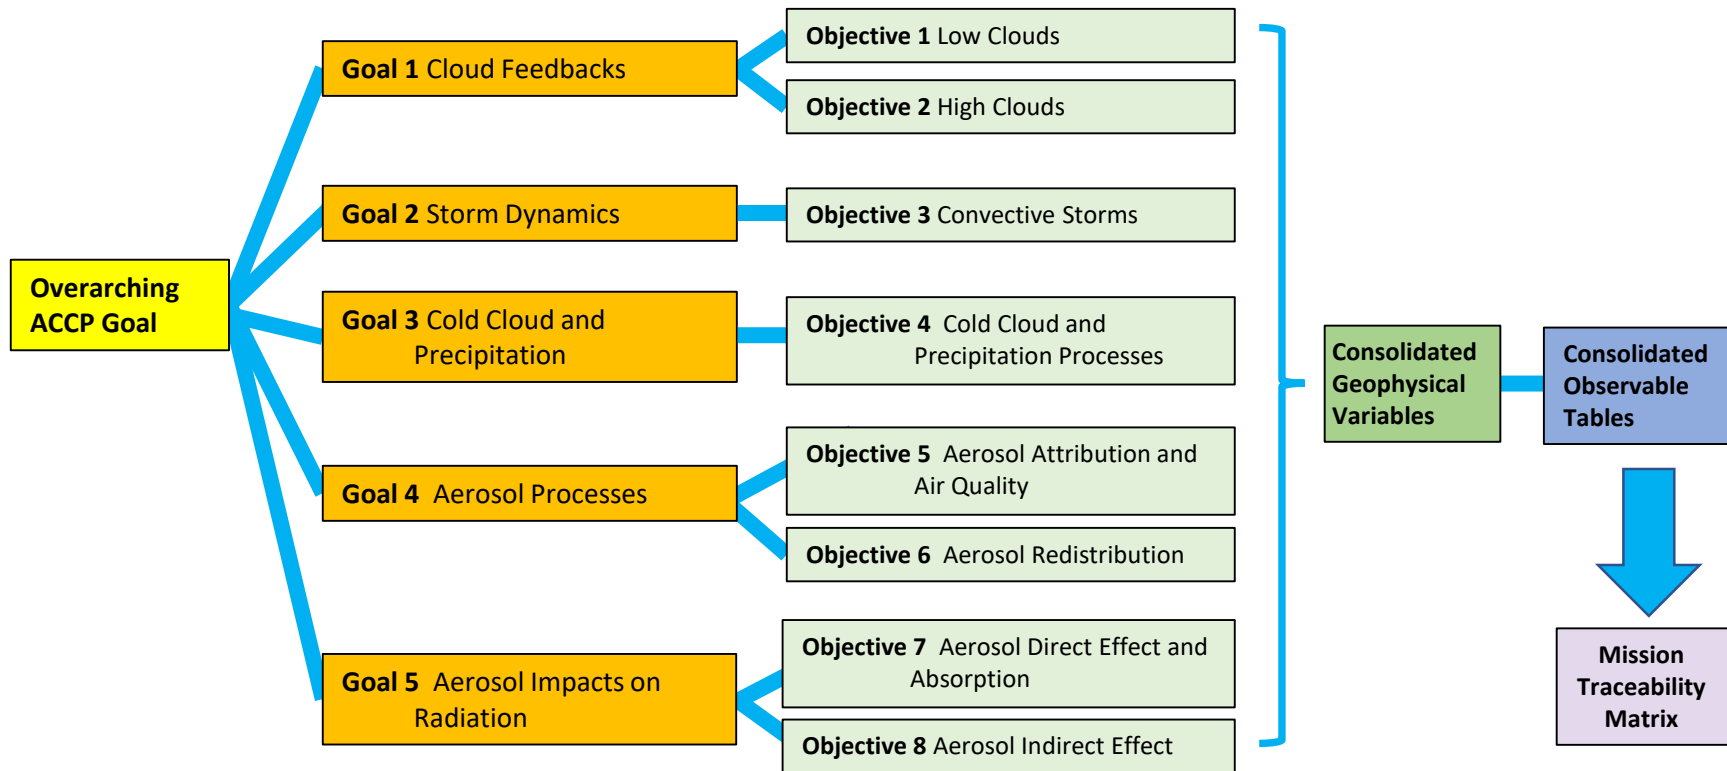 Overarching
ACCP Goal
Goal 1 Cloud Feedbacks
Goal 2 Storm Dynamics
Goal 3 Cold Cloud and
Precipitation
Goal 4 Aerosol Processes
Goal 5 Aerosol Impacts on
Radiation
Objective 1 Low Clouds
Objective 2 High Clouds
Objective 3 Convective Storms
Objective 4 Cold Cloud and
Precipitation Processes
Objective 5 Aerosol Attribution and
Air Quality
Objective 6 Aerosol Redistribution
Objective 7 Aerosol Direct Effect and
Absorption
Objective 8 Aerosol Indirect Effect
Consolidated
Geophysical
Variables
Consolidated
Observable
Tables
Mission
Traceability
Matrix